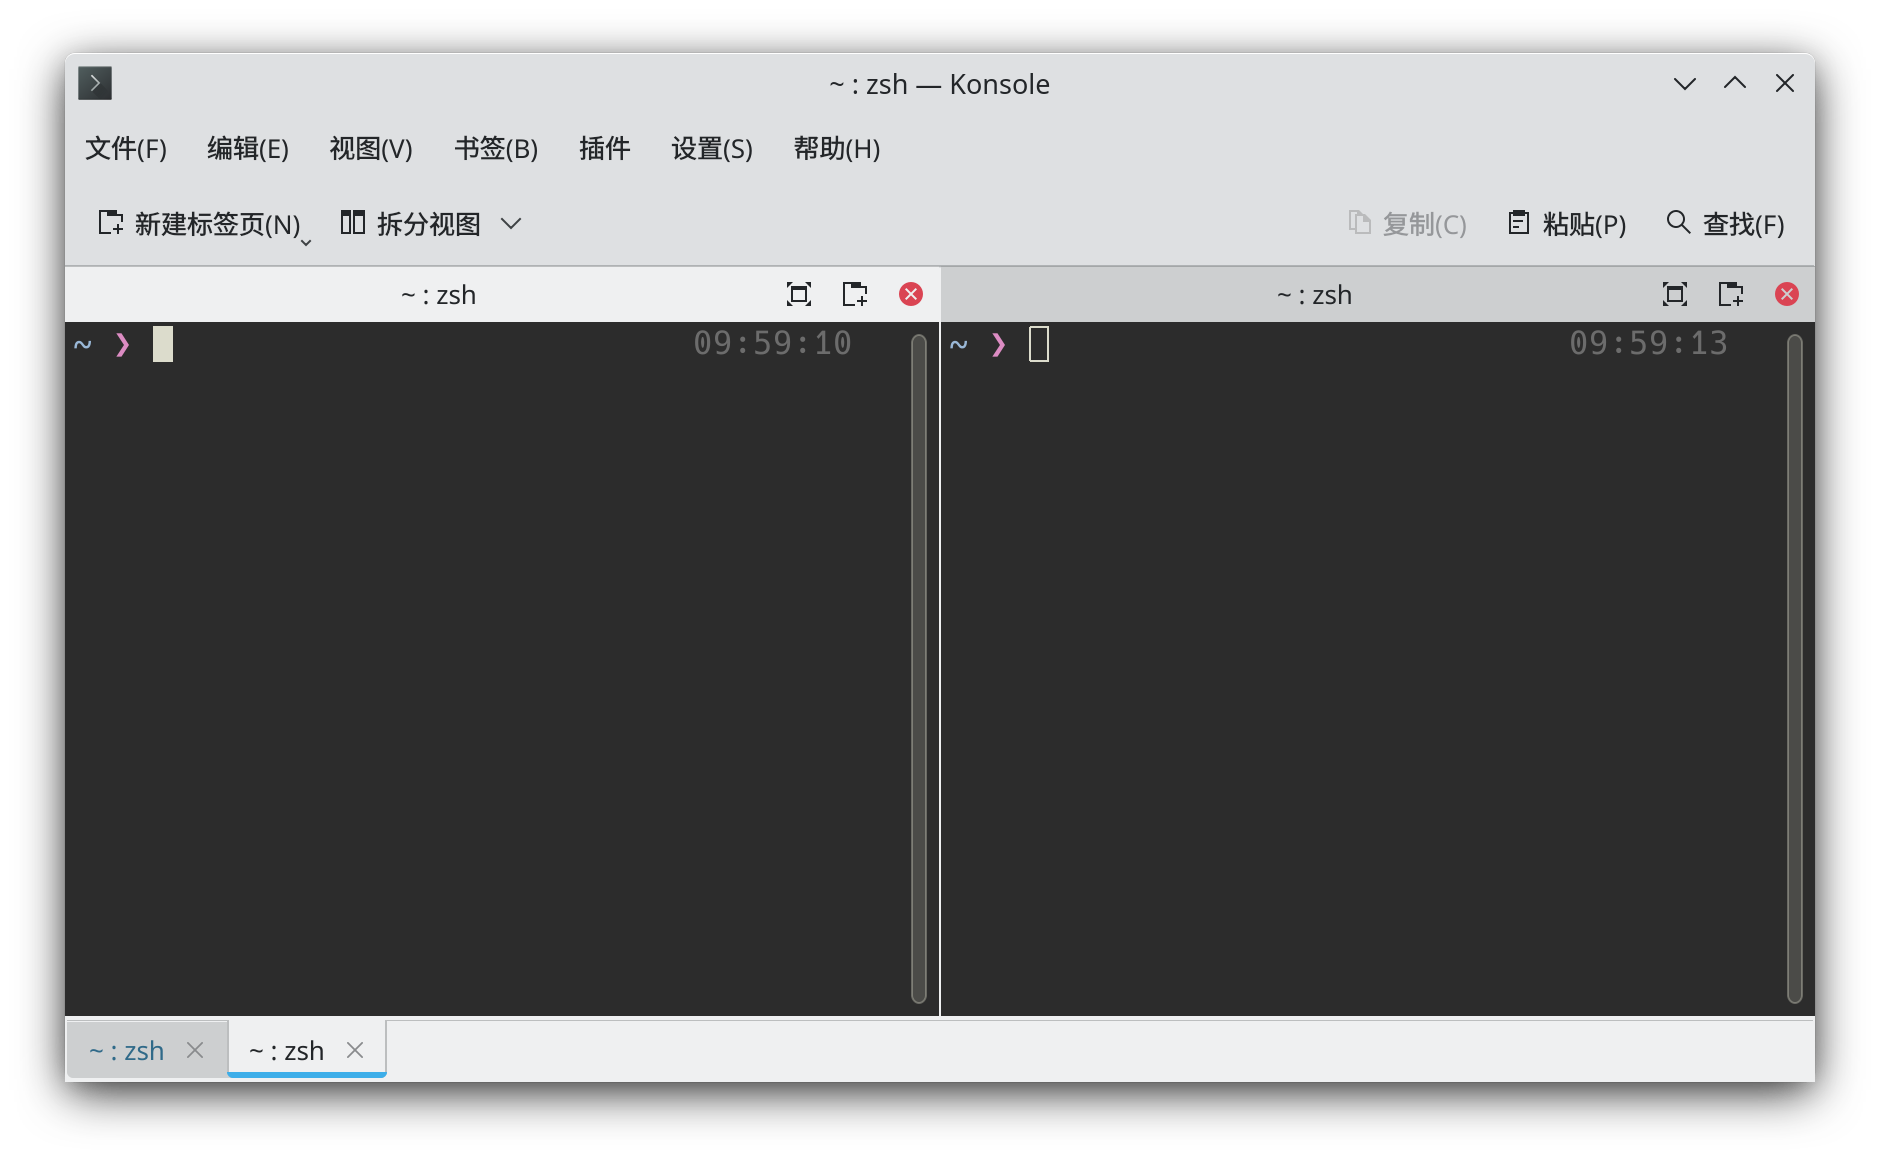 ~ : zsh — Konsole
文件(F) 编辑(E) 视图(V) 书签(B) 插件 设置(S) 帮助(H)
新建标签页(N) 拆分视图 复制(C) 粘贴(P) 查找(F)
~ : zsh ~ : zsh
~ ❯ 09:59:10 ~ ❯ 09:59:13
~ : zsh ~ : zsh